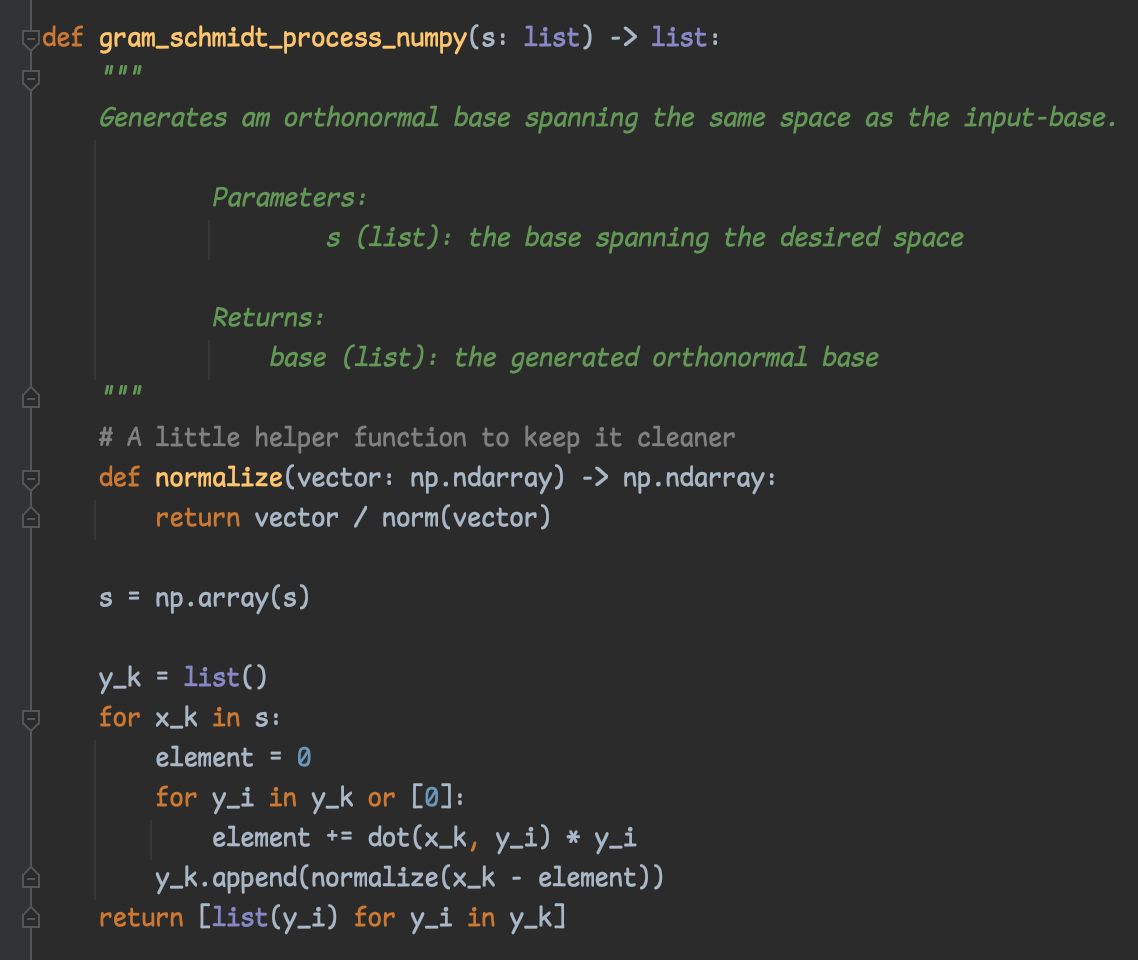 def gram_schmidt_process_numpy(s: list) -> list:
    """
    Generates am orthonormal base spanning the same space as the input-base.

            Parameters:
                    s (list): the base spanning the desired space

            Returns:
                base (list): the generated orthonormal base
    """
    # A little helper function to keep it cleaner
    def normalize(vector: np.ndarray) -> np.ndarray:
        return vector / norm(vector)

    s = np.array(s)

    y_k = list()
    for x_k in s:
        element = 0
        for y_i in y_k or [0]:
            element += dot(x_k, y_i) * y_i
        y_k.append(normalize(x_k - element))
    return [list(y_i) for y_i in y_k]